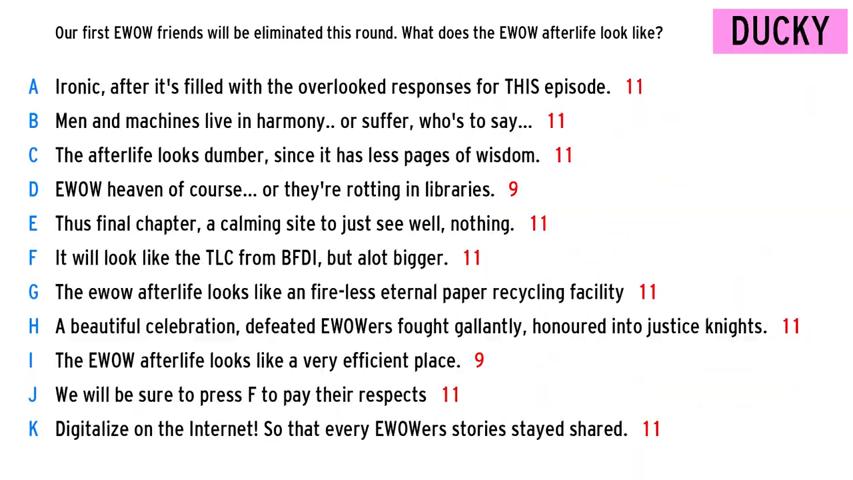 Our first EWOW friends will be eliminated this round. What does the EWOW afterlife look like?
DUCKY
A Ironic, after it's filled with the overlooked responses for THIS episode. 11
B Men and machines live in harmony.. or suffer, who's to say... 11
C The afterlife looks dumber, since it has less pages of wisdom. 11
D EWOW heaven of course... or they're rotting in libraries. 9
E Thus final chapter, a calming site to just see well, nothing. 11
F It will look like the TLC from BFDI, but alot bigger. 11
G The ewow afterlife looks like an fire-less eternal paper recycling facility 11
H A beautiful celebration, defeated EWOWers fought gallantly, honoured into justice knights. 11
I The EWOW afterlife looks like a very efficient place. 9
J We will be sure to press F to pay their respects 11
K Digitalize on the Internet! So that every EWOWers stories stayed shared. 11